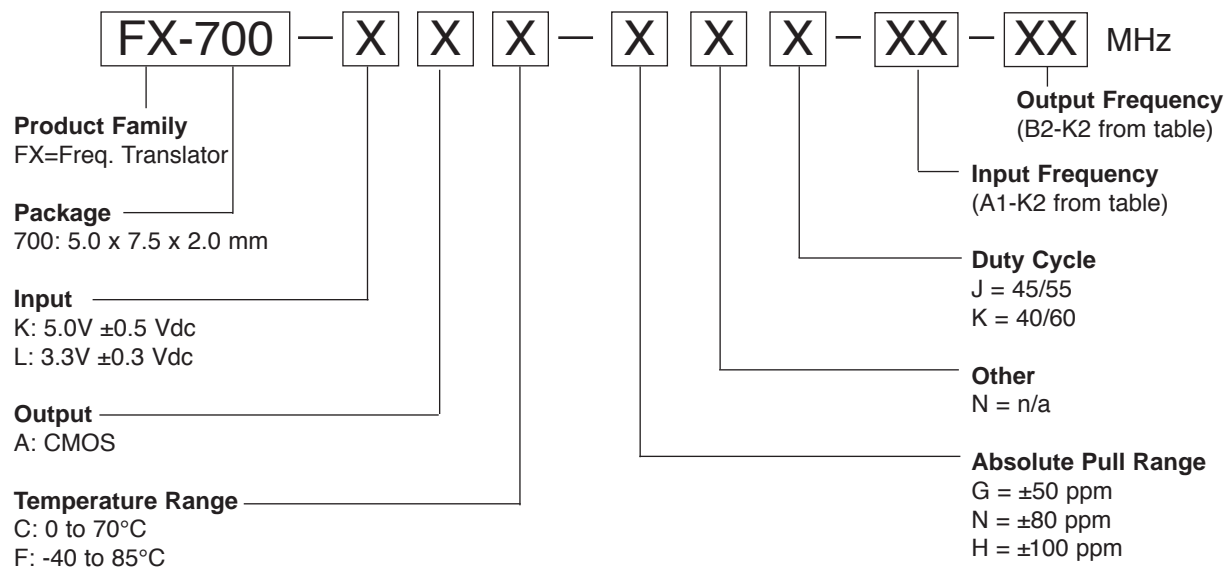 FX-700 — X X X — X X X — XX — XX MHz
Product Family
FX=Freq. Translator
Package
700: 5.0 x 7.5 x 2.0 mm
Input
K: 5.0V ±0.5 Vdc
L: 3.3V ±0.3 Vdc
Output
A: CMOS
Temperature Range
C: 0 to 70°C
F: -40 to 85°C
Output Frequency
(B2-K2 from table)
Input Frequency
(A1-K2 from table)
Duty Cycle
J = 45/55
K = 40/60
Other
N = n/a
Absolute Pull Range
G = ±50 ppm
N = ±80 ppm
H = ±100 ppm